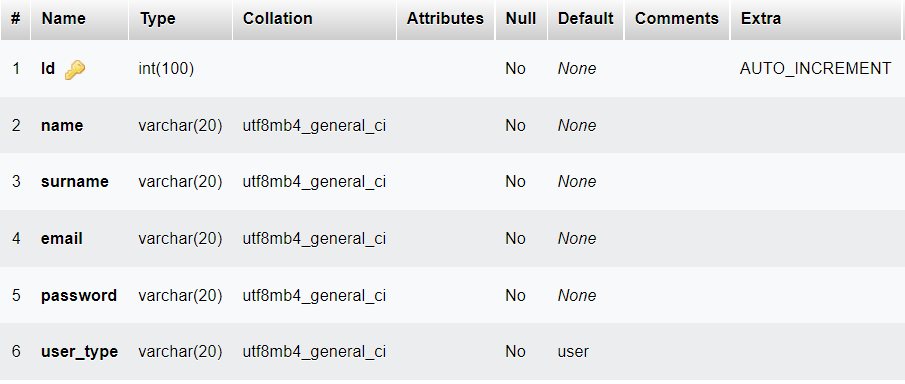 # Name Type Collation Attributes Null Default Comments Extra
1 Id int(100) No None AUTO_INCREMENT
2 name varchar(20) utf8mb4_general_ci No None
3 surname varchar(20) utf8mb4_general_ci No None
4 email varchar(20) utf8mb4_general_ci No None
5 password varchar(20) utf8mb4_general_ci No None
6 user_type varchar(20) utf8mb4_general_ci No user